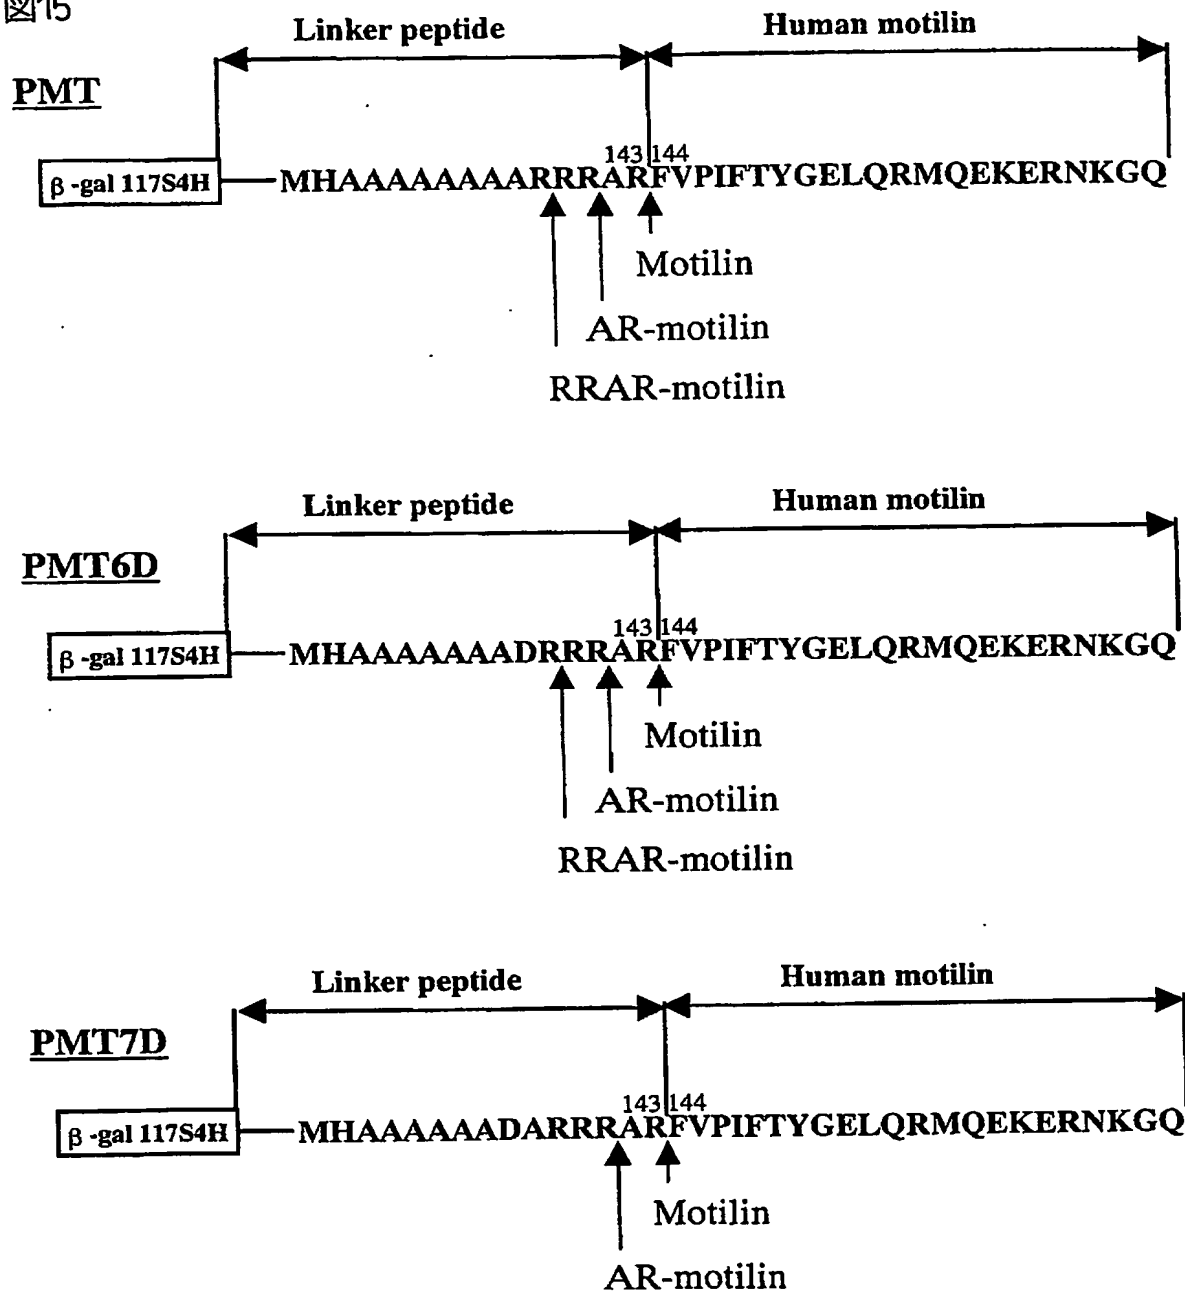 図15
Linker peptide
Human motilin
PMT
143 144
β-gal 117S4H
MHAAAAAAAARRRARFVPIFTYGELQRMQEKERNKGQ
Motilin
AR-motilin
RRAR-motilin
Linker peptide
Human motilin
PMT6D
143 144
β-gal 117S4H
MHAAAAAAADRRRARFVPIFTYGELQRMQEKERNKGQ
Motilin
AR-motilin
RRAR-motilin
Linker peptide
Human motilin
PMT7D
143 144
β-gal 117S4H
MHAAAAAADARRRARFVPIFTYGELQRMQEKERNKGQ
Motilin
AR-motilin